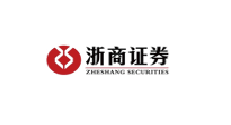 浙商证券
ZHESHANG SECURITIES